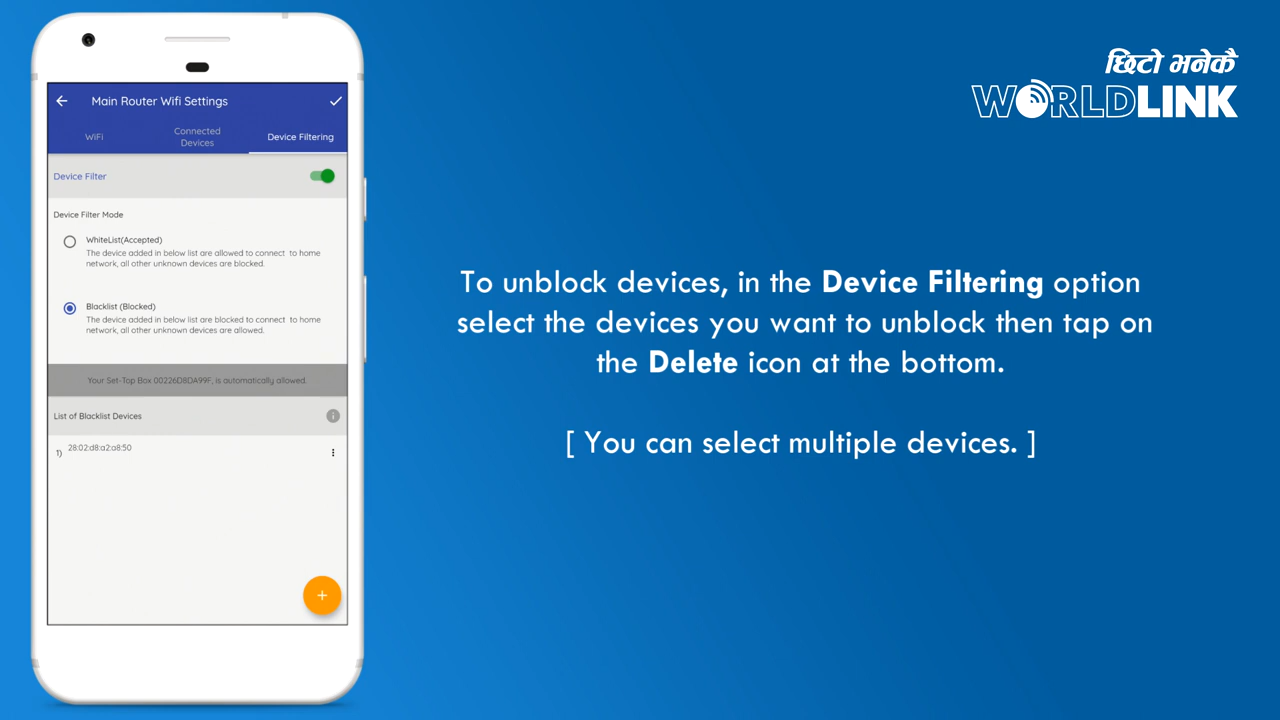 छिटो भनेकै
WORLDLINK
Main Router Wifi Settings
WiFi
Connected
Devices
Device Filtering
Device Filter
Device Filter Mode
WhiteList(Accepted)
The device added in below list are allowed to connect to home
network, all other unknown devices are blocked.
Blacklist (Blocked)
The device added in below list are blocked to connect to home
network, all other unknown devices are allowed.
Your Set-Top Box 00226D8DA99F, is automatically allowed.
List of Blacklist Devices
1) 28:02:d8:a2:a8:50
To unblock devices, in the Device Filtering option
select the devices you want to unblock then tap on
the Delete icon at the bottom.
[ You can select multiple devices. ]